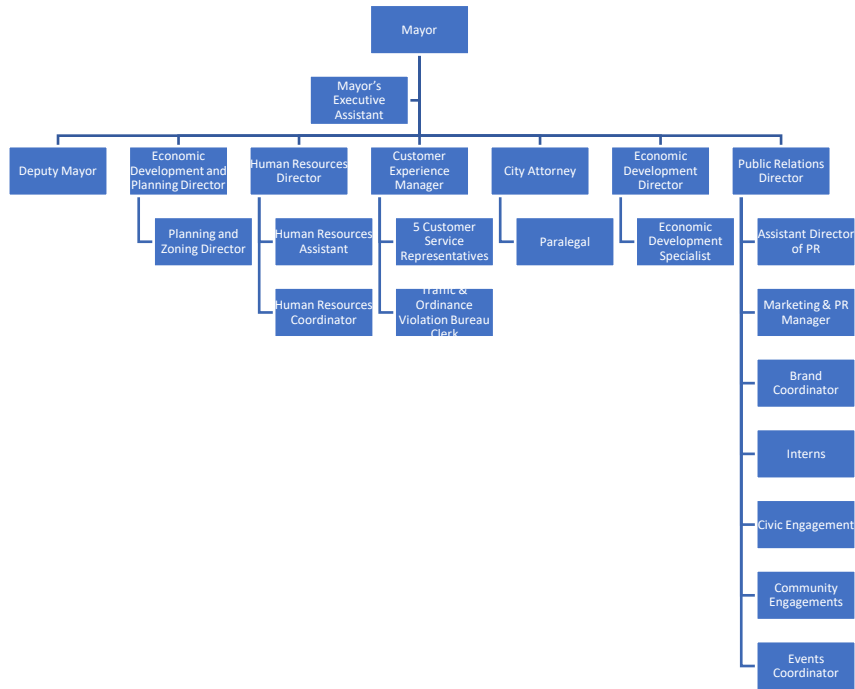 Mayor
Mayor's
Executive
Assistant
Deputy Mayor
Economic
Development and
Planning Director
Human Resources
Director
Customer
Experience
Manager
City Attorney
Economic
Development
Director
Public Relations
Director
Planning and
Zoning Director
Human Resources
Assistant
5 Customer
Service
Representatives
Paralegal
Economic
Development
Specialist
Assistant Director
of PR
Human Resources
Coordinator
Traffic &
Ordinance
Violation Bureau
Clerk
Marketing & PR
Manager
Brand
Coordinator
Interns
Civic Engagement
Community
Engagements
Events
Coordinator